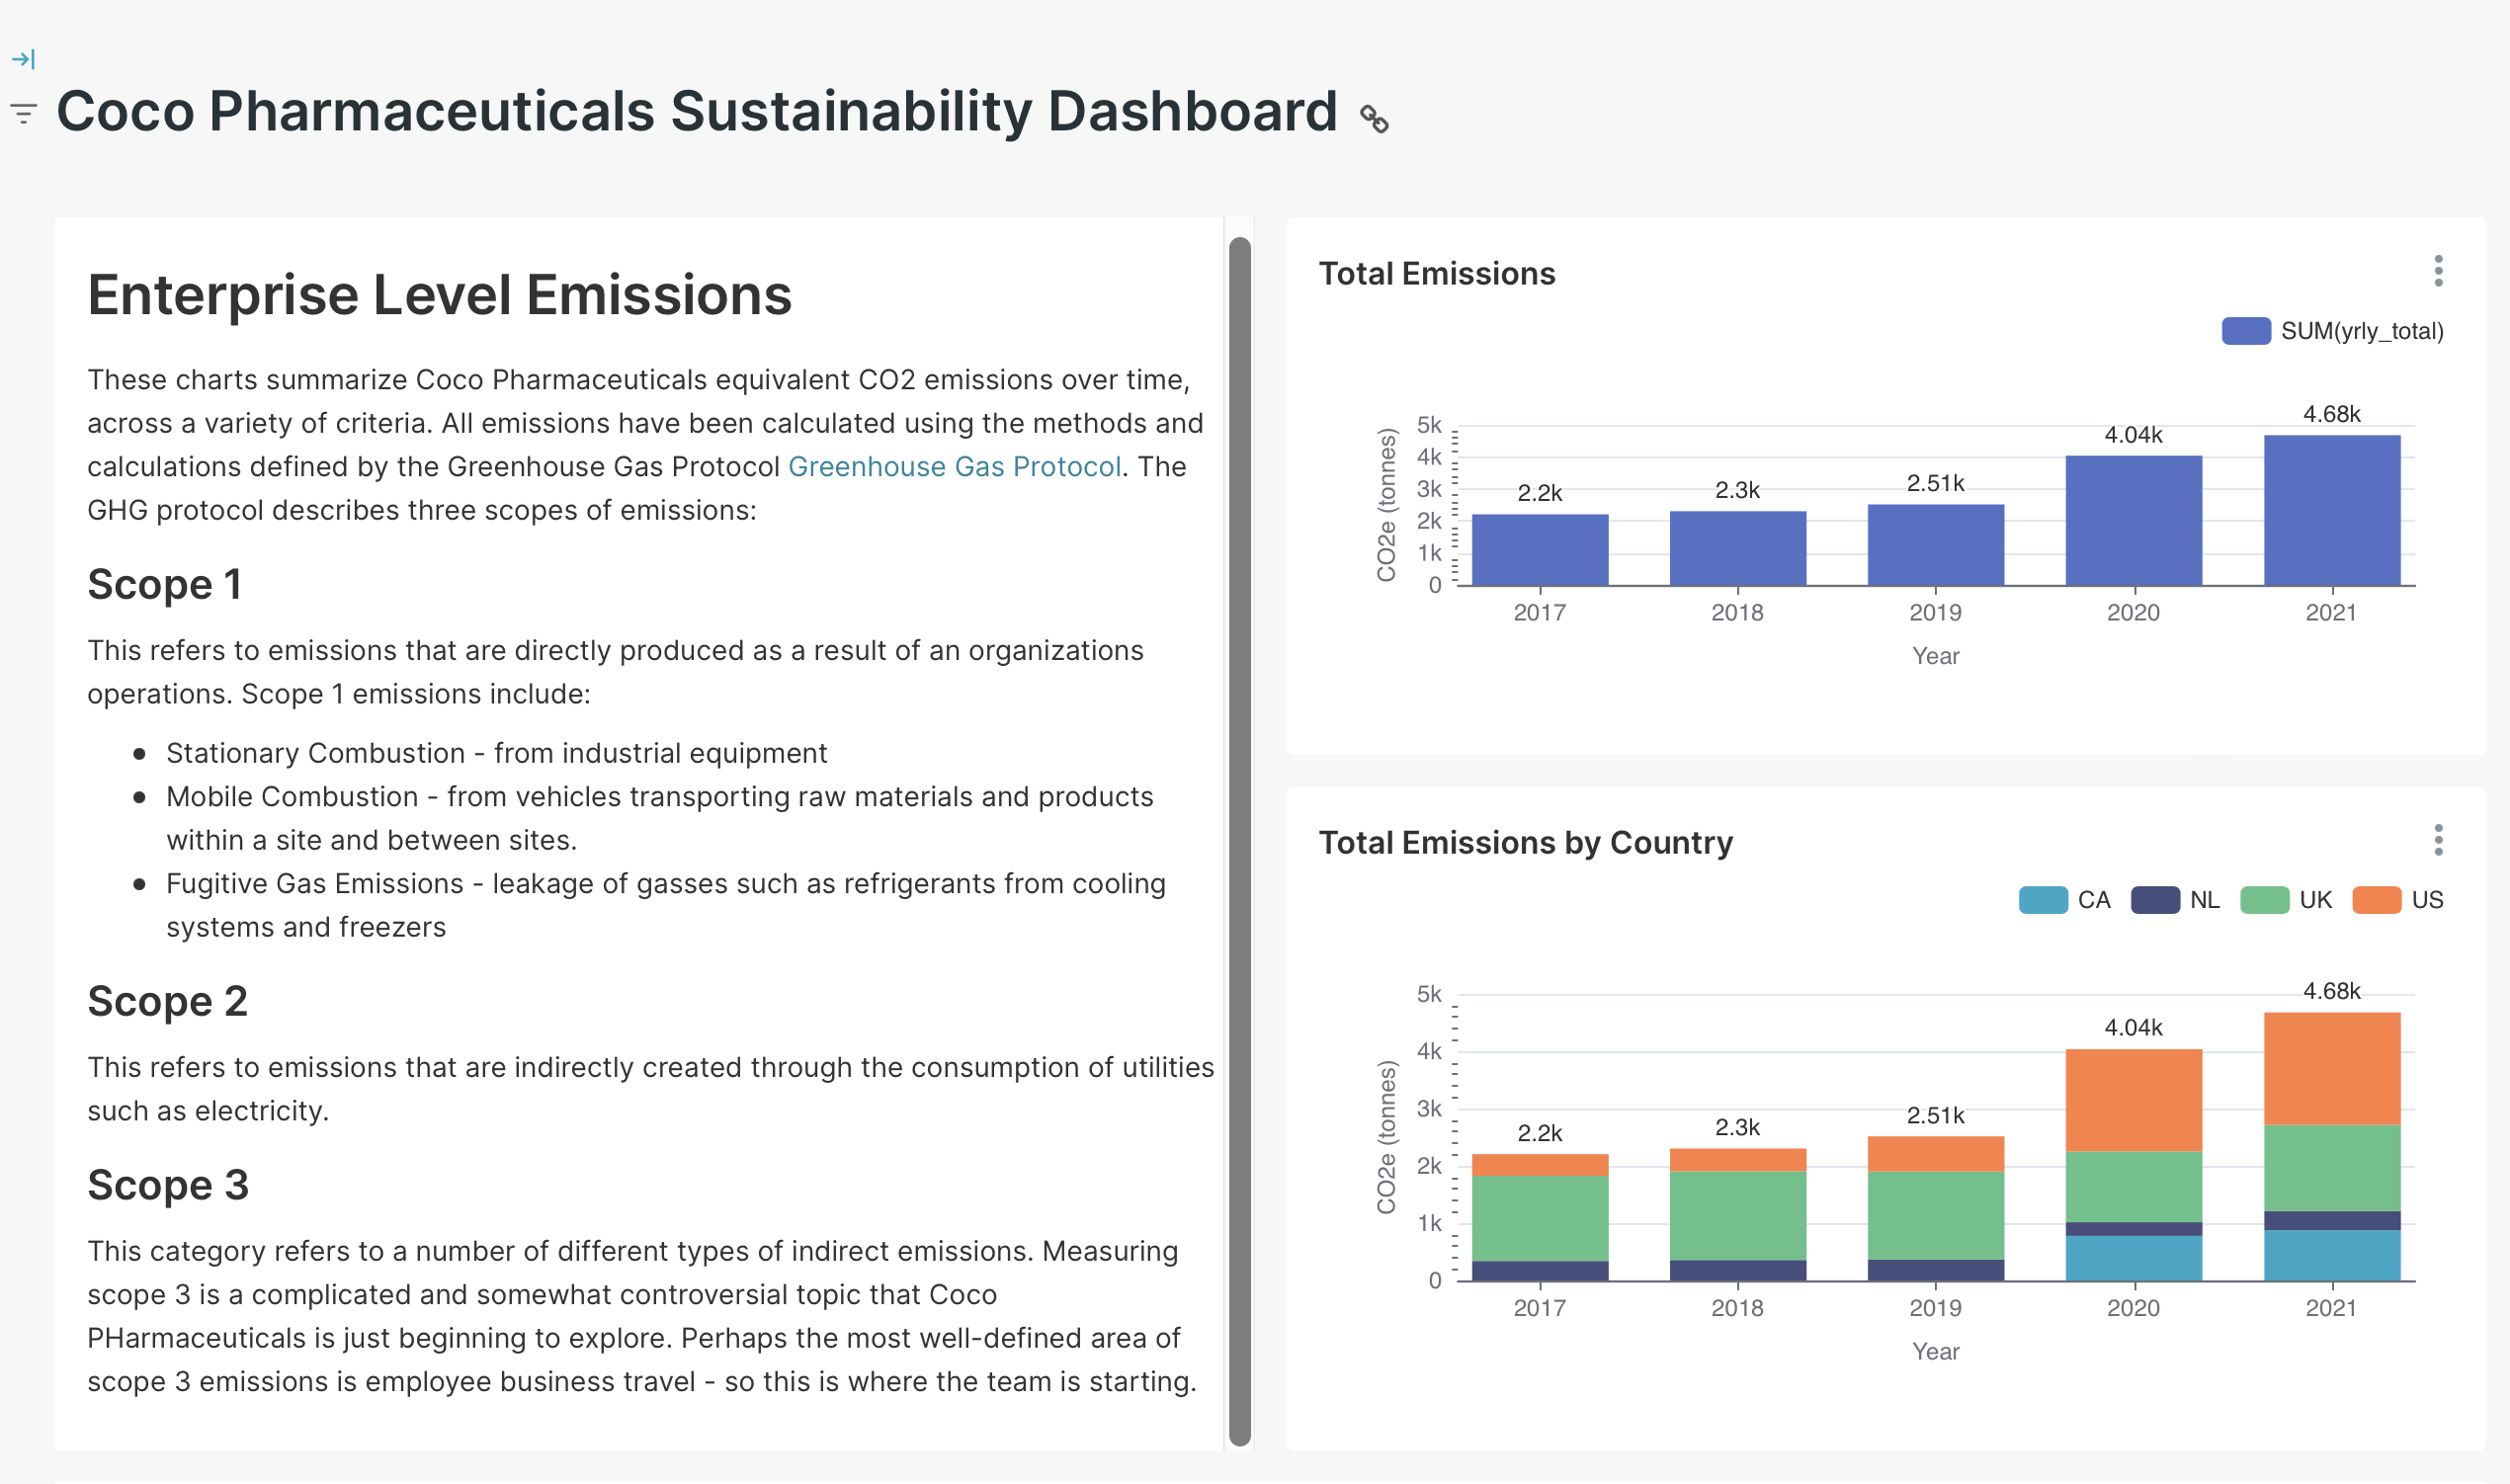 Coco Pharmaceuticals Sustainability Dashboard
Enterprise Level Emissions
These charts summarize Coco Pharmaceuticals equivalent CO2 emissions over time,
across a variety of criteria. All emissions have been calculated using the methods and
calculations defined by the Greenhouse Gas Protocol Greenhouse Gas Protocol. The
GHG protocol describes three scopes of emissions:
Scope 1
This refers to emissions that are directly produced as a result of an organizations
operations. Scope 1 emissions include:
• Stationary Combustion - from industrial equipment
• Mobile Combustion - from vehicles transporting raw materials and products
within a site and between sites.
• Fugitive Gas Emissions - leakage of gasses such as refrigerants from cooling
systems and freezers
Scope 2
This refers to emissions that are indirectly created through the consumption of utilities
such as electricity.
Scope 3
This category refers to a number of different types of indirect emissions. Measuring
scope 3 is a complicated and somewhat controversial topic that Coco
PHarmaceuticals is just beginning to explore. Perhaps the most well-defined area of
scope 3 emissions is employee business travel - so this is where the team is starting.
Total Emissions
SUM(yrly_total)
CO2e (tonnes)
5k
4k
3k
2k
1k
0
2.2k
2.3k
2.51k
4.04k
4.68k
2017 2018 2019 2020 2021
Year
Total Emissions by Country
CA NL UK US
CO2e (tonnes)
5k
4k
3k
2k
1k
0
2.2k
2.3k
2.51k
4.04k
4.68k
2017 2018 2019 2020 2021
Year